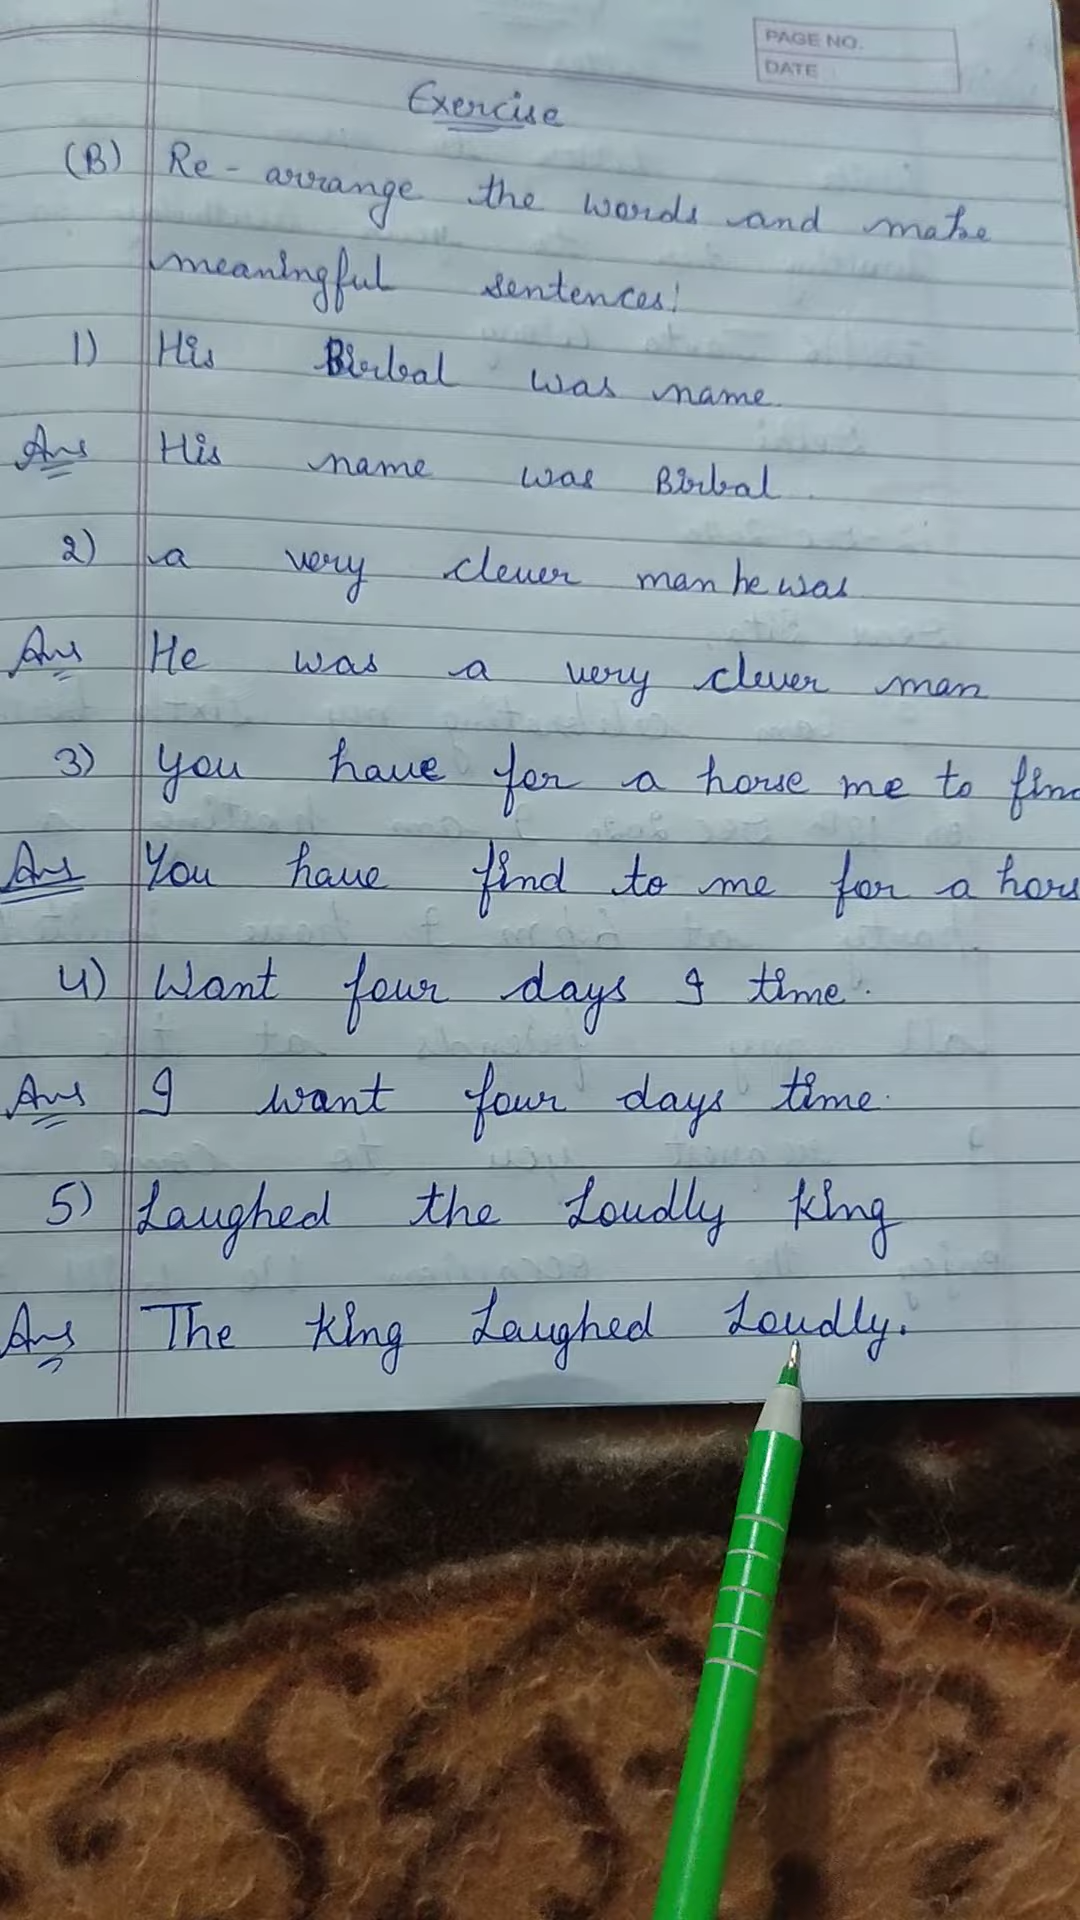 PAGE NO.
DATE
Exercise
(B) Re-arrange the words and make
meaningful sentences!
1) His Birbal was name.
Ans His name was Birbal.
2) a very clever man he was
Ans He was a very clever man
3) You have for a horse me to find
Ans You have find to me for a hors
4) Want four days I time.
Ans I want four days time.
5) Laughed the Loudly King
Ans The King Laughed Loudly.